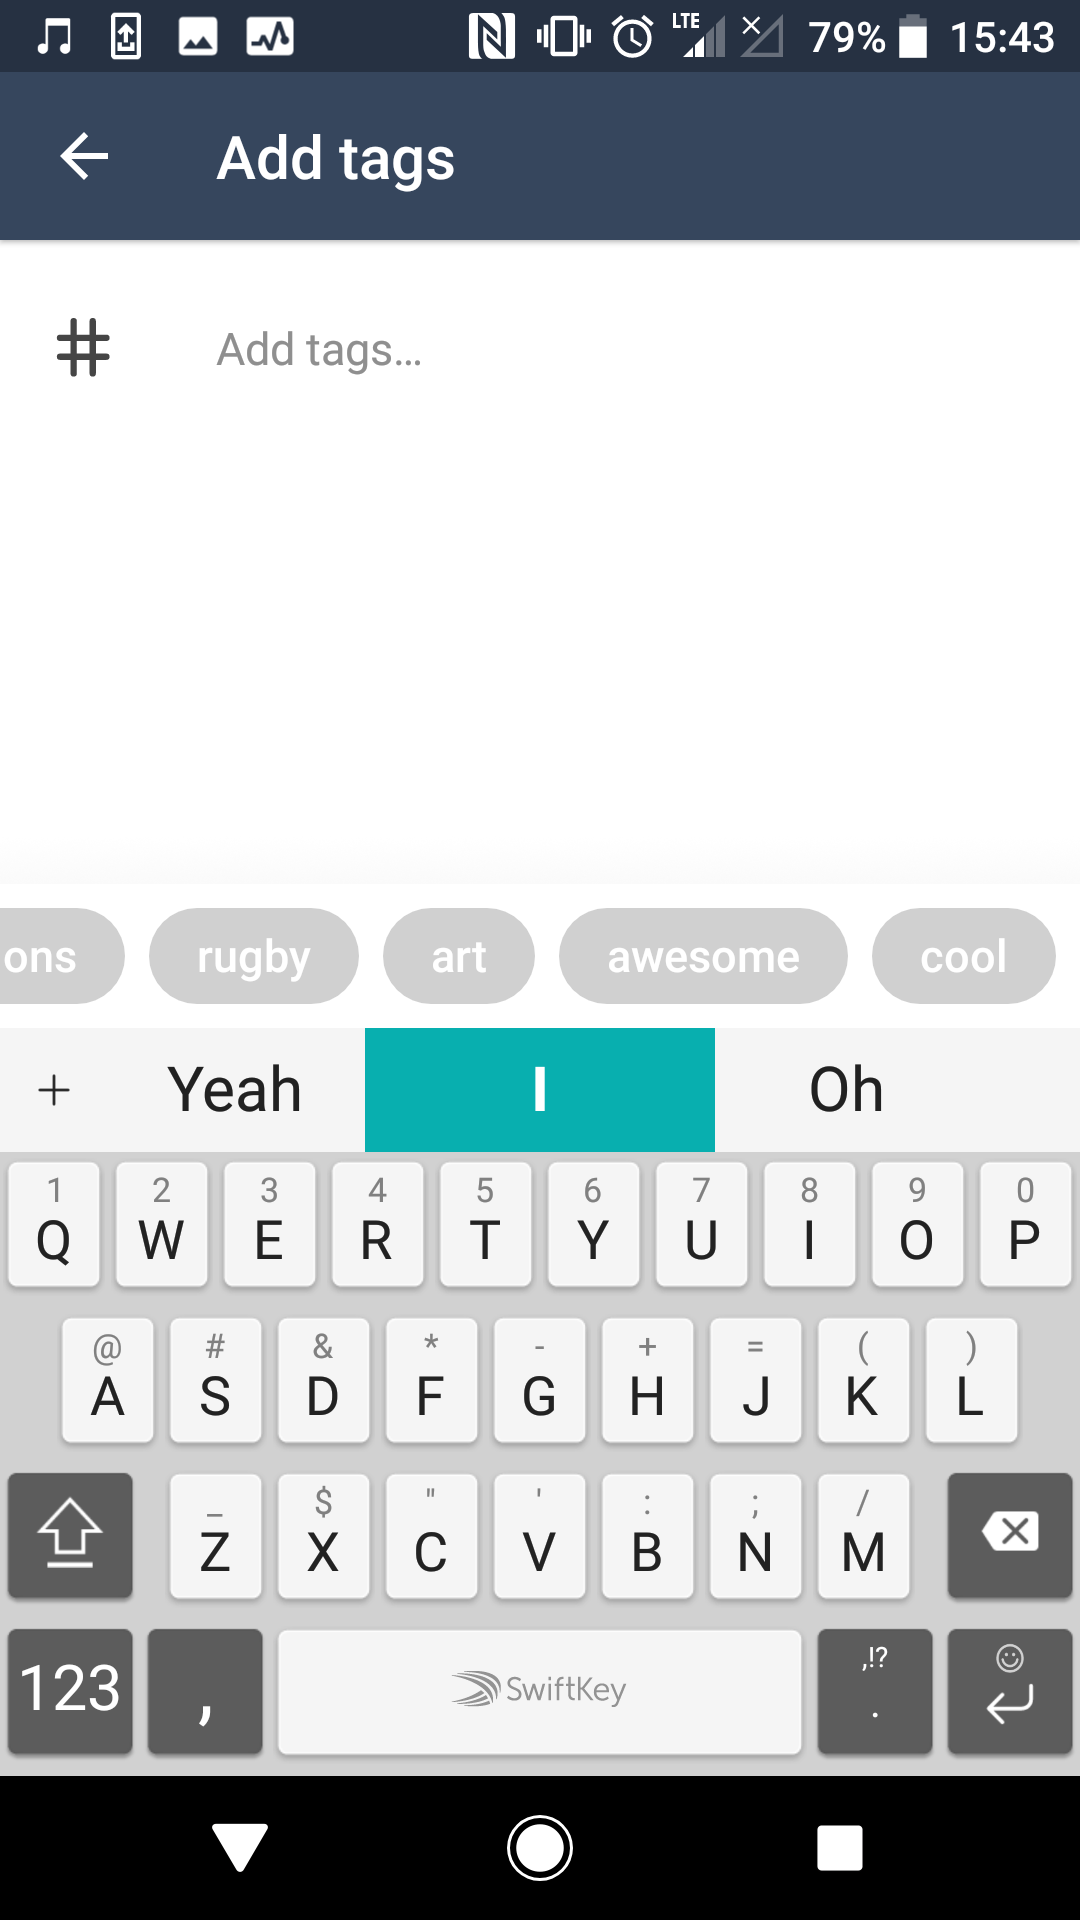 LTE 79% 15:43
Add tags
Add tags...
ons rugby art awesome cool
Yeah I Oh
1 2 3 4 5 6 7 8 9 0
Q W E R T Y U I O P
@ # & * - + = ( )
A S D F G H J K L
_ $ " ' : ; /
Z X C V B N M
123 , SwiftKey ,!? .